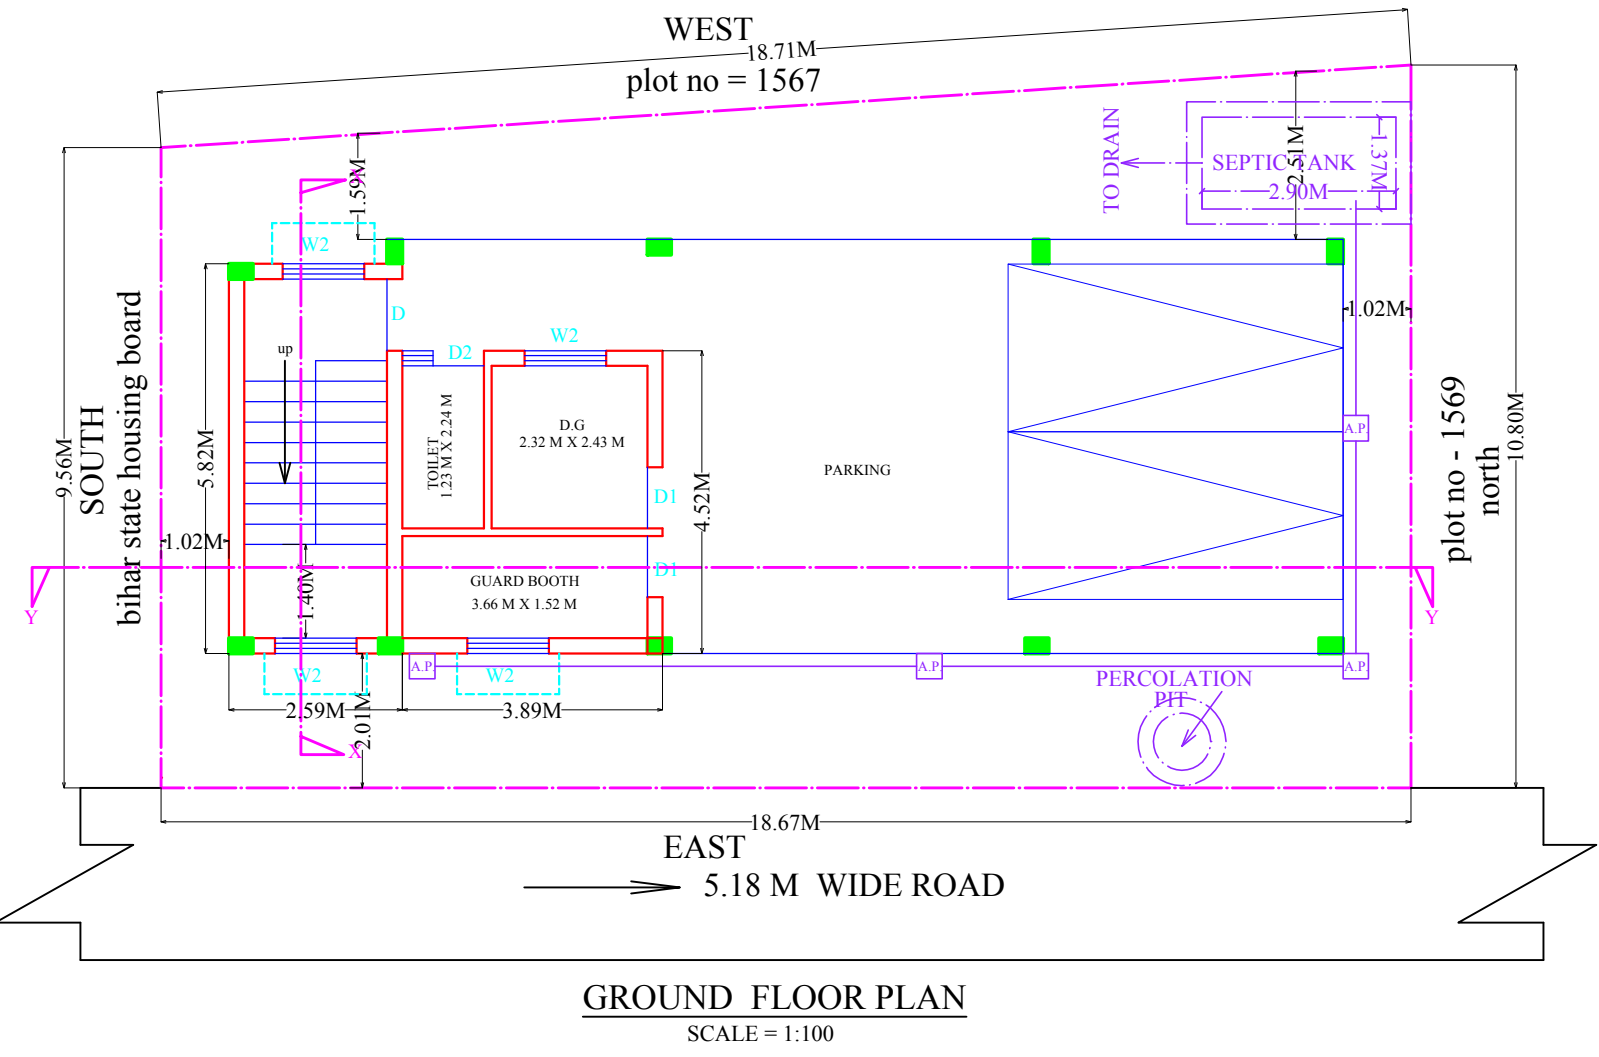 WEST
18.71M
plot no = 1567
TO DRAIN
SEPTIC TANK
2.90M
1.37M
2.51M
1.59M
X
W2
D
D2
W2
up
1.02M
SOUTH
bihar state housing board
9.56M
5.82M
TOILET
1.23 M X 2.24 M
D.G
2.32 M X 2.43 M
D1
4.52M
PARKING
A.P.
plot no - 1569
north
10.80M
1.02M
1.40M
GUARD BOOTH
3.66 M X 1.52 M
D1
Y
Y
W2
W2
A.P.
A.P.
A.P.
PERCOLATION
PIT
2.59M
3.89M
2.01M
X
18.67M
EAST
5.18 M WIDE ROAD
GROUND FLOOR PLAN
SCALE = 1:100